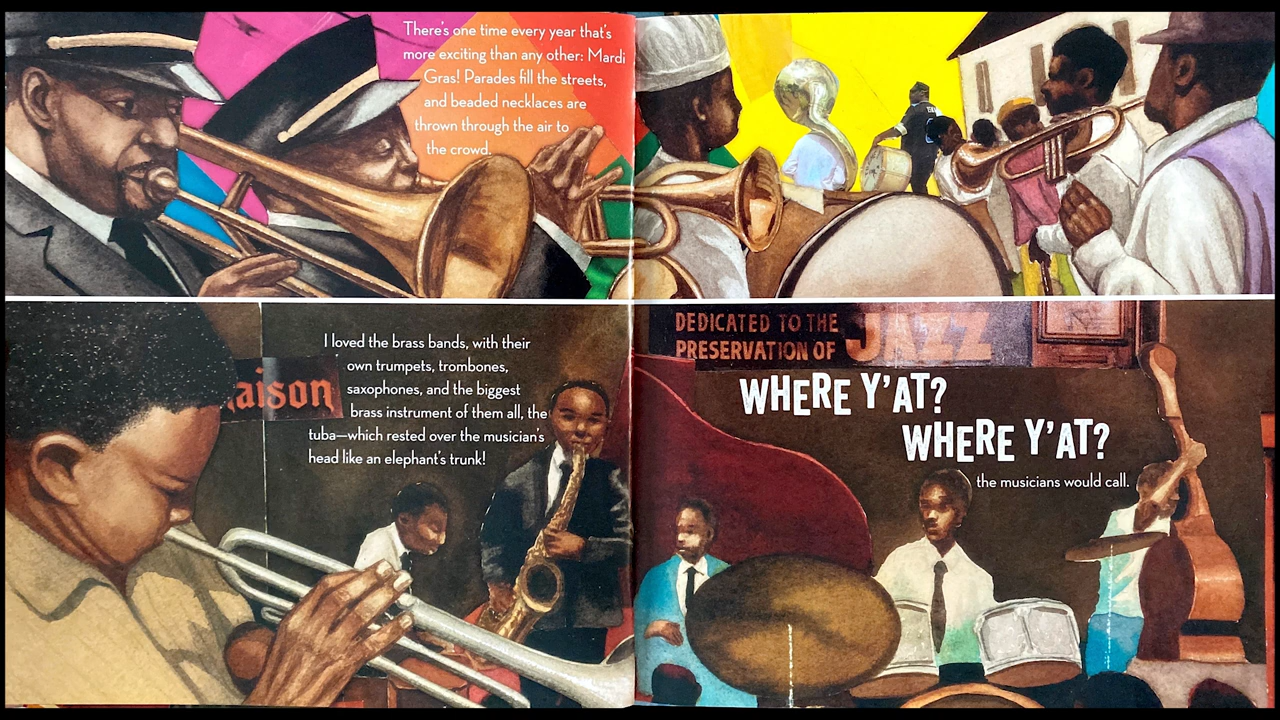 There's one time every year that's
more exciting than any other: Mardi
Gras! Parades fill the streets,
and beaded necklaces are
thrown through the air to
the crowd.
I loved the brass bands, with their
own trumpets, trombones,
saxophones, and the biggest
brass instrument of them all, the
tuba—which rested over the musician's
head like an elephant's trunk!
aison
DEDICATED TO THE
PRESERVATION OF
JAZZ
WHERE Y'AT?
WHERE Y'AT?
the musicians would call.